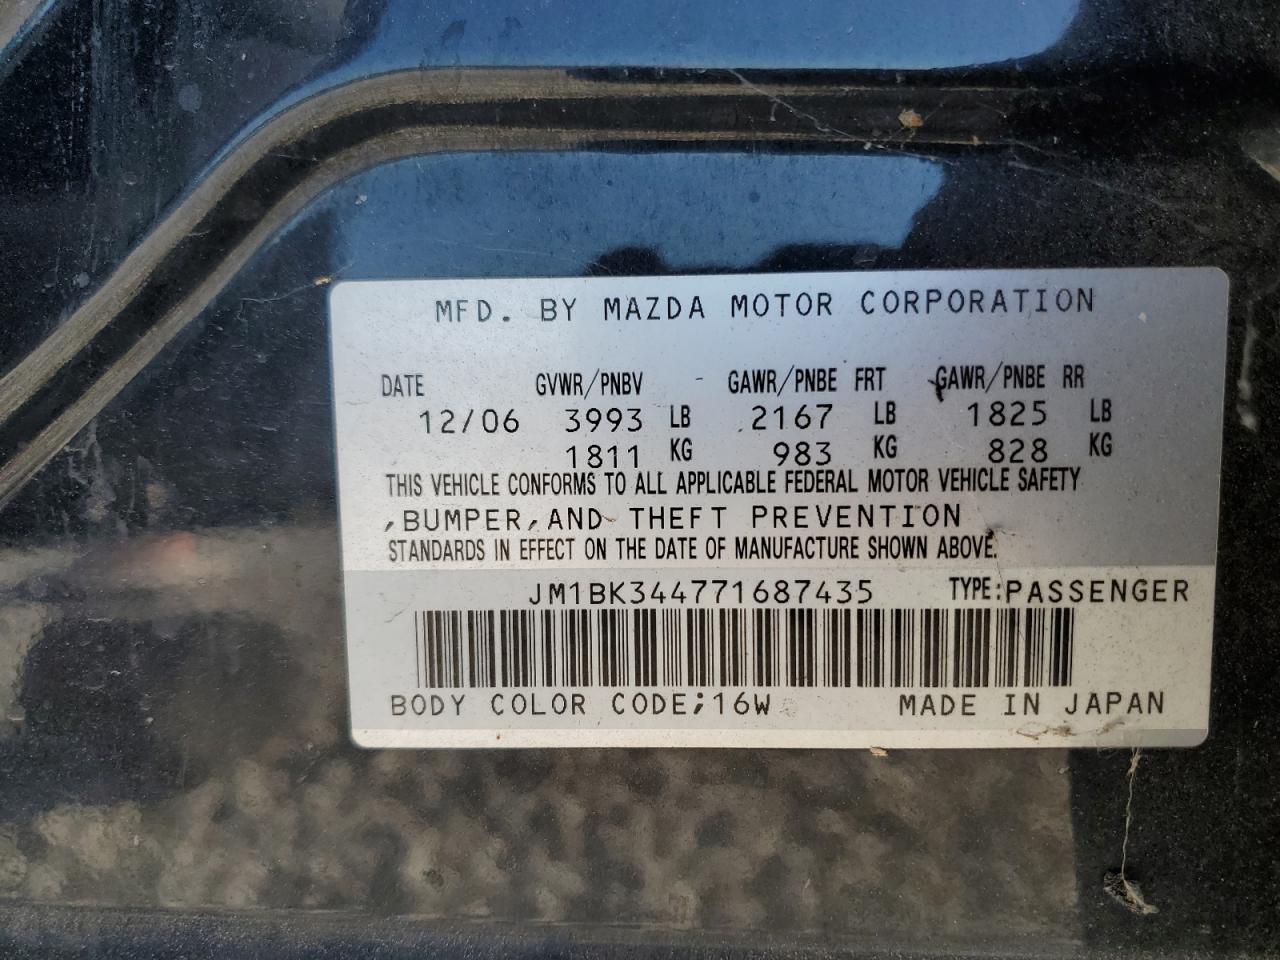 MFD. BY MAZDA MOTOR CORPORATION
DATE GVWR/PNBV GAWR/PNBE FRT GAWR/PNBE RR
12/06 3993 LB 2167 LB 1825 LB
1811 KG 983 KG 828 KG
THIS VEHICLE CONFORMS TO ALL APPLICABLE FEDERAL MOTOR VEHICLE SAFETY
,BUMPER,AND THEFT PREVENTION
STANDARDS IN EFFECT ON THE DATE OF MANUFACTURE SHOWN ABOVE.
JM1BK344771687435 TYPE:PASSENGER
BODY COLOR CODE;16W MADE IN JAPAN